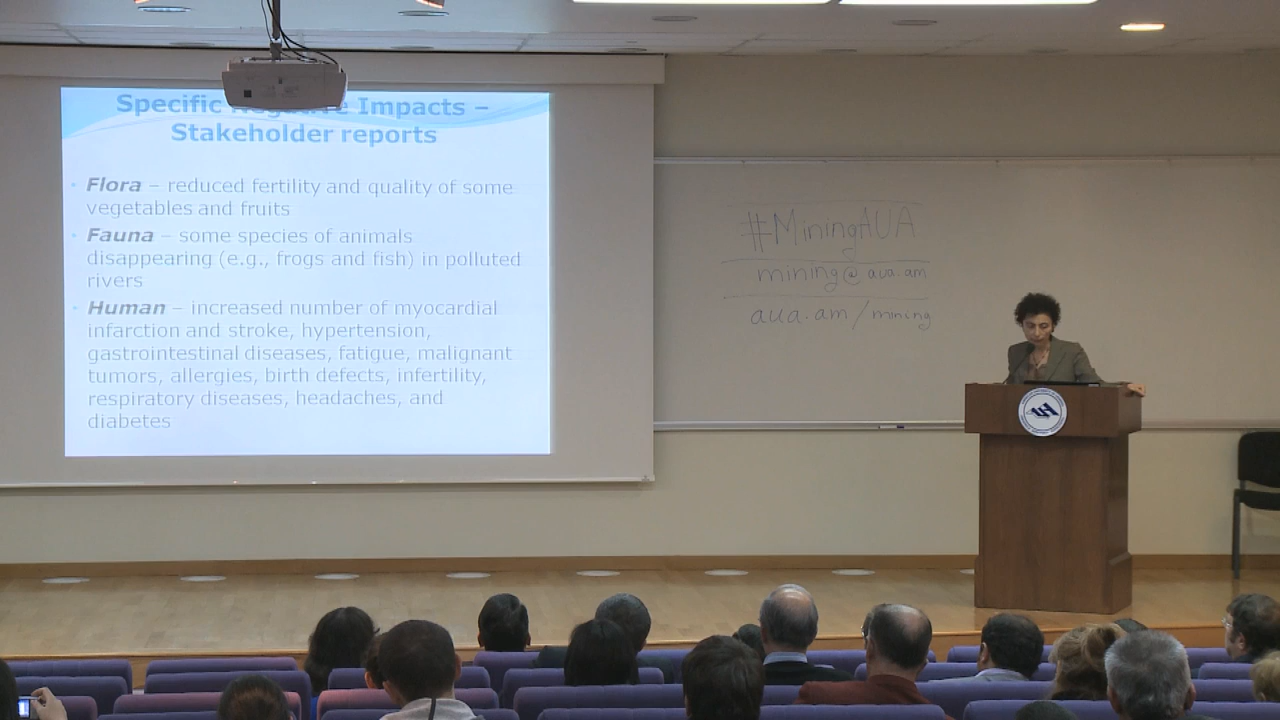 Specific Negative Impacts –
Stakeholder reports
Flora – reduced fertility and quality of some
vegetables and fruits
Fauna – some species of animals
disappearing (e.g., frogs and fish) in polluted
rivers
Human – increased number of myocardial
infarction and stroke, hypertension,
gastrointestinal diseases, fatigue, malignant
tumors, allergies, birth defects, infertility,
respiratory diseases, headaches, and
diabetes
#MiningAUA
mining@aua.am
aua.am/mining